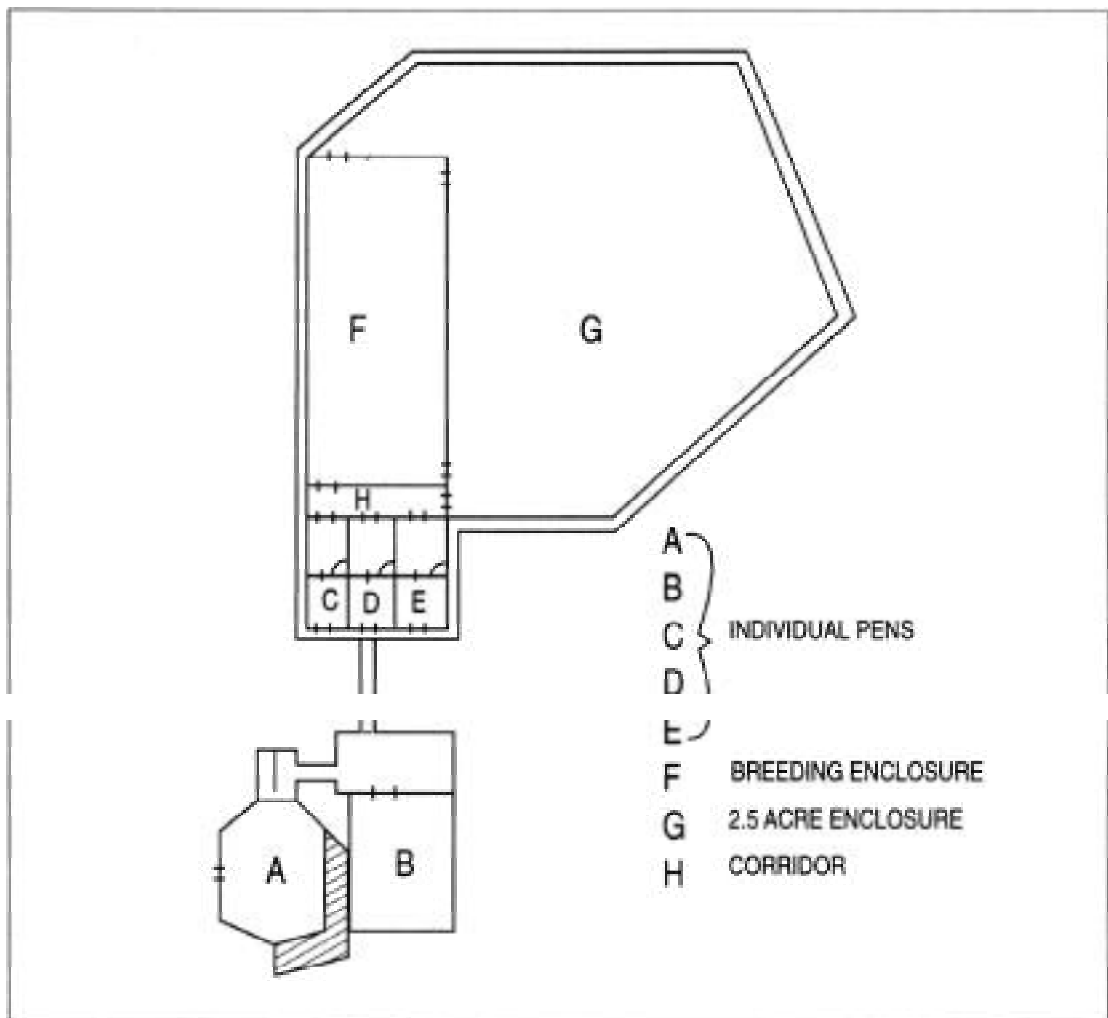 F
G
H
C D E
A
B
C INDIVIDUAL PENS
D
E
F BREEDING ENCLOSURE
G 2.5 ACRE ENCLOSURE
H CORRIDOR
A
B